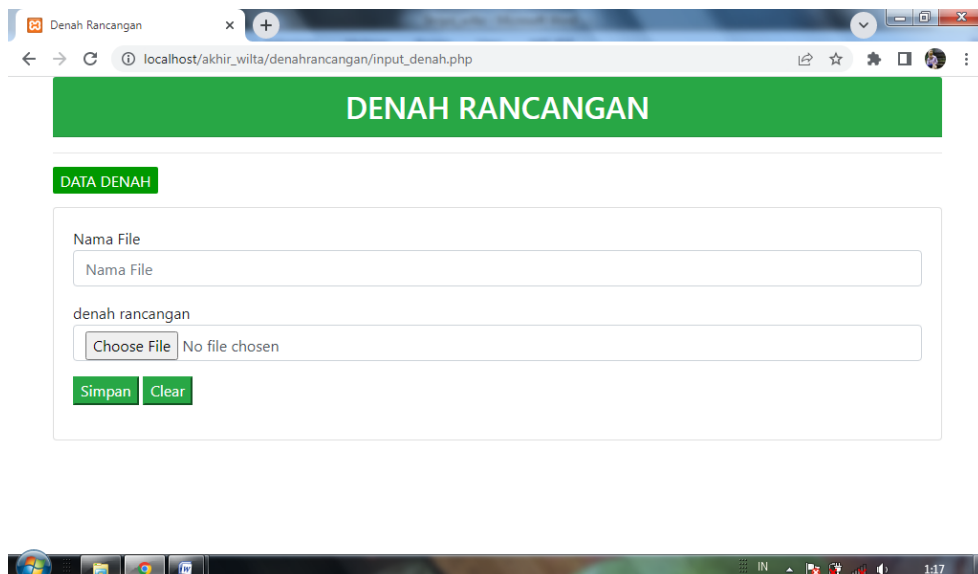 Denah Rancangan
localhost/akhir_wilta/denahrancangan/input_denah.php
DENAH RANCANGAN
DATA DENAH
Nama File
Nama File
denah rancangan
Choose File No file chosen
Simpan Clear
IN 1:17